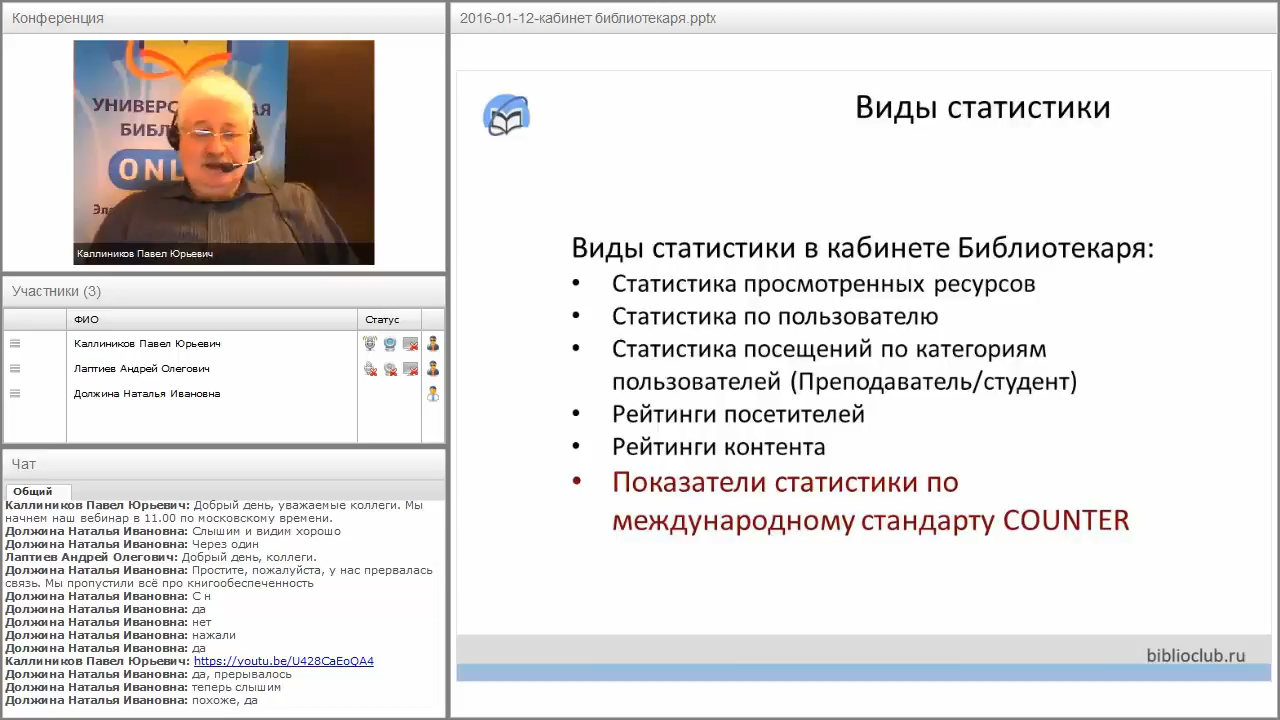 Конференция
УНИВЕРС
АЯ
БИБЛ
ONL
Каллиников Павел Юрьевич
Участники (3)
ФИО
Статус
Каллиников Павел Юрьевич
Лаптиев Андрей Олегович
Должина Наталья Ивановна
Чат
Общий
Каллиников Павел Юрьевич: Добрый день, уважаемые коллеги. Мы
начнем наш вебинар в 11.00 по московскому времени.
Должина Наталья Ивановна: Слышим и видим хорошо
Должина Наталья Ивановна: Через один
Лаптиев Андрей Олегович: Добрый день, коллеги.
Должина Наталья Ивановна: Простите, пожалуйста, у нас прервалась
связь. Мы пропустили всё про книгообеспеченность
Должина Наталья Ивановна: С н
Должина Наталья Ивановна: да
Должина Наталья Ивановна: нет
Должина Наталья Ивановна: нажали
Должина Наталья Ивановна: да
Каллиников Павел Юрьевич: https://youtu.be/U428CaEoQA4
Должина Наталья Ивановна: да, прерывалось
Должина Наталья Ивановна: теперь слышим
Должина Наталья Ивановна: похоже, да
2016-01-12-кабинет библиотекаря.pptx
Виды статистики
Виды статистики в кабинете Библиотекаря:
• Статистика просмотренных ресурсов
• Статистика по пользователю
• Статистика посещений по категориям
пользователей (Преподаватель/студент)
• Рейтинги посетителей
• Рейтинги контента
• Показатели статистики по
международному стандарту COUNTER
biblioclub.ru